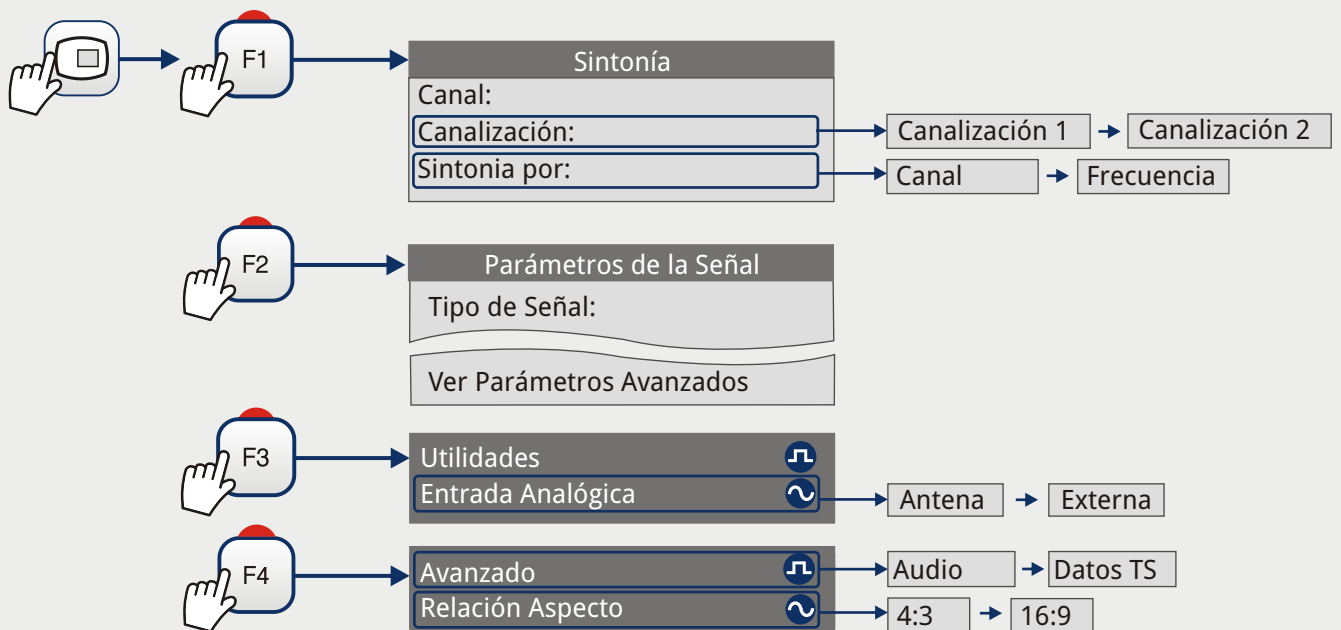 F1
Sintonía
Canal:
Canalización:
Canalización 1
Canalización 2
Sintonia por:
Canal
Frecuencia
F2
Parámetros de la Señal
Tipo de Señal:
Ver Parámetros Avanzados
F3
Utilidades
Entrada Analógica
Antena
Externa
F4
Avanzado
Audio
Datos TS
Relación Aspecto
4:3
16:9